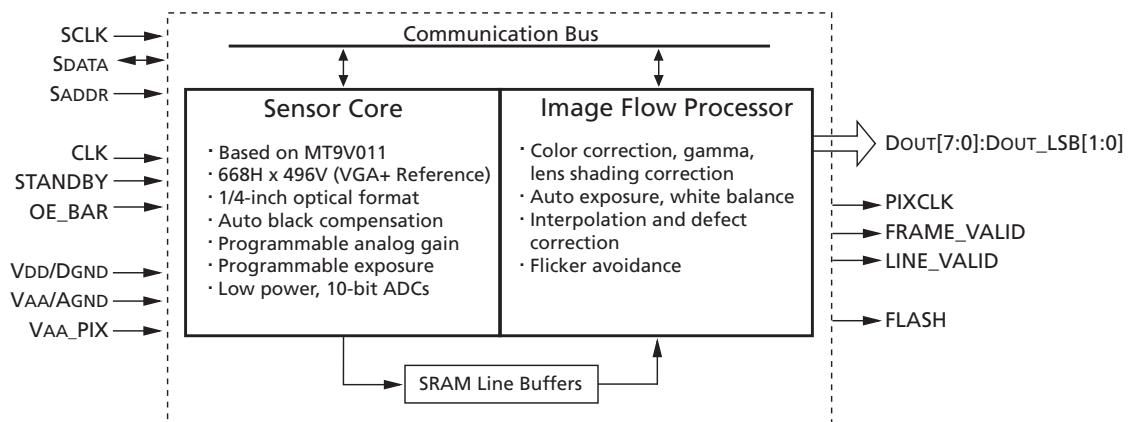 Communication Bus
SCLK
SDATA
SADDR
CLK
STANDBY
OE_BAR
VDD/DGND
VAA/AGND
VAA_PIX
Sensor Core
· Based on MT9V011
· 668H x 496V (VGA+ Reference)
· 1/4-inch optical format
· Auto black compensation
· Programmable analog gain
· Programmable exposure
· Low power, 10-bit ADCs
Image Flow Processor
· Color correction, gamma,
lens shading correction
· Auto exposure, white balance
· Interpolation and defect
correction
· Flicker avoidance
DOUT[7:0]:DOUT_LSB[1:0]
PIXCLK
FRAME_VALID
LINE_VALID
FLASH
SRAM Line Buffers